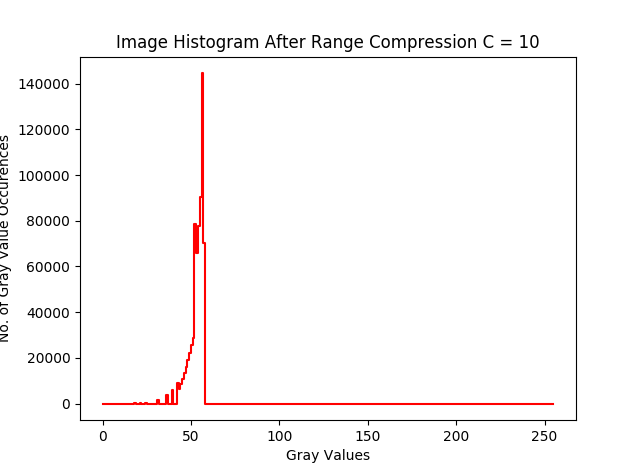 Image Histogram After Range Compression C = 10
No. of Gray Value Occurences
140000
120000
100000
80000
60000
40000
20000
0
0 50 100 150 200 250
Gray Values